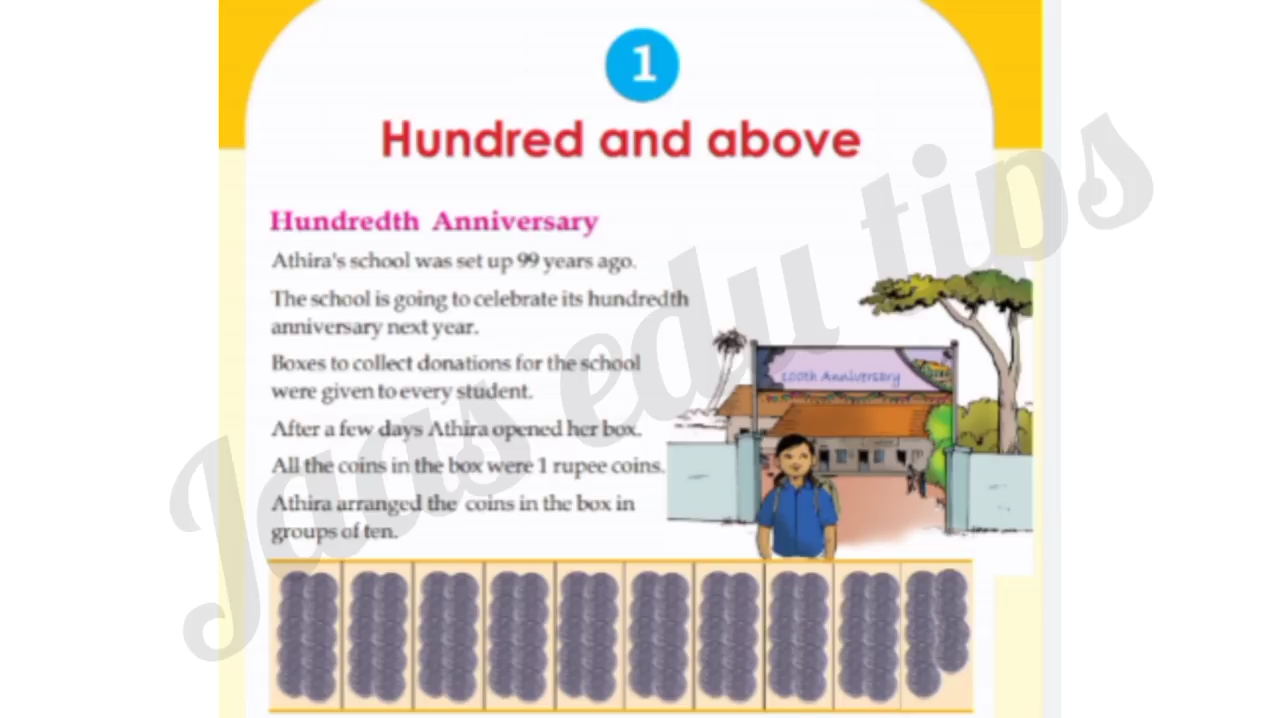 1
Hundred and above
Hundredth Anniversary
Athira's school was set up 99 years ago.
The school is going to celebrate its hundredth
anniversary next year.
Boxes to collect donations for the school
were given to every student.
After a few days Athira opened her box.
All the coins in the box were 1 rupee coins.
Athira arranged the coins in the box in
groups of ten.
100th Anniversary
Jaas edu tips